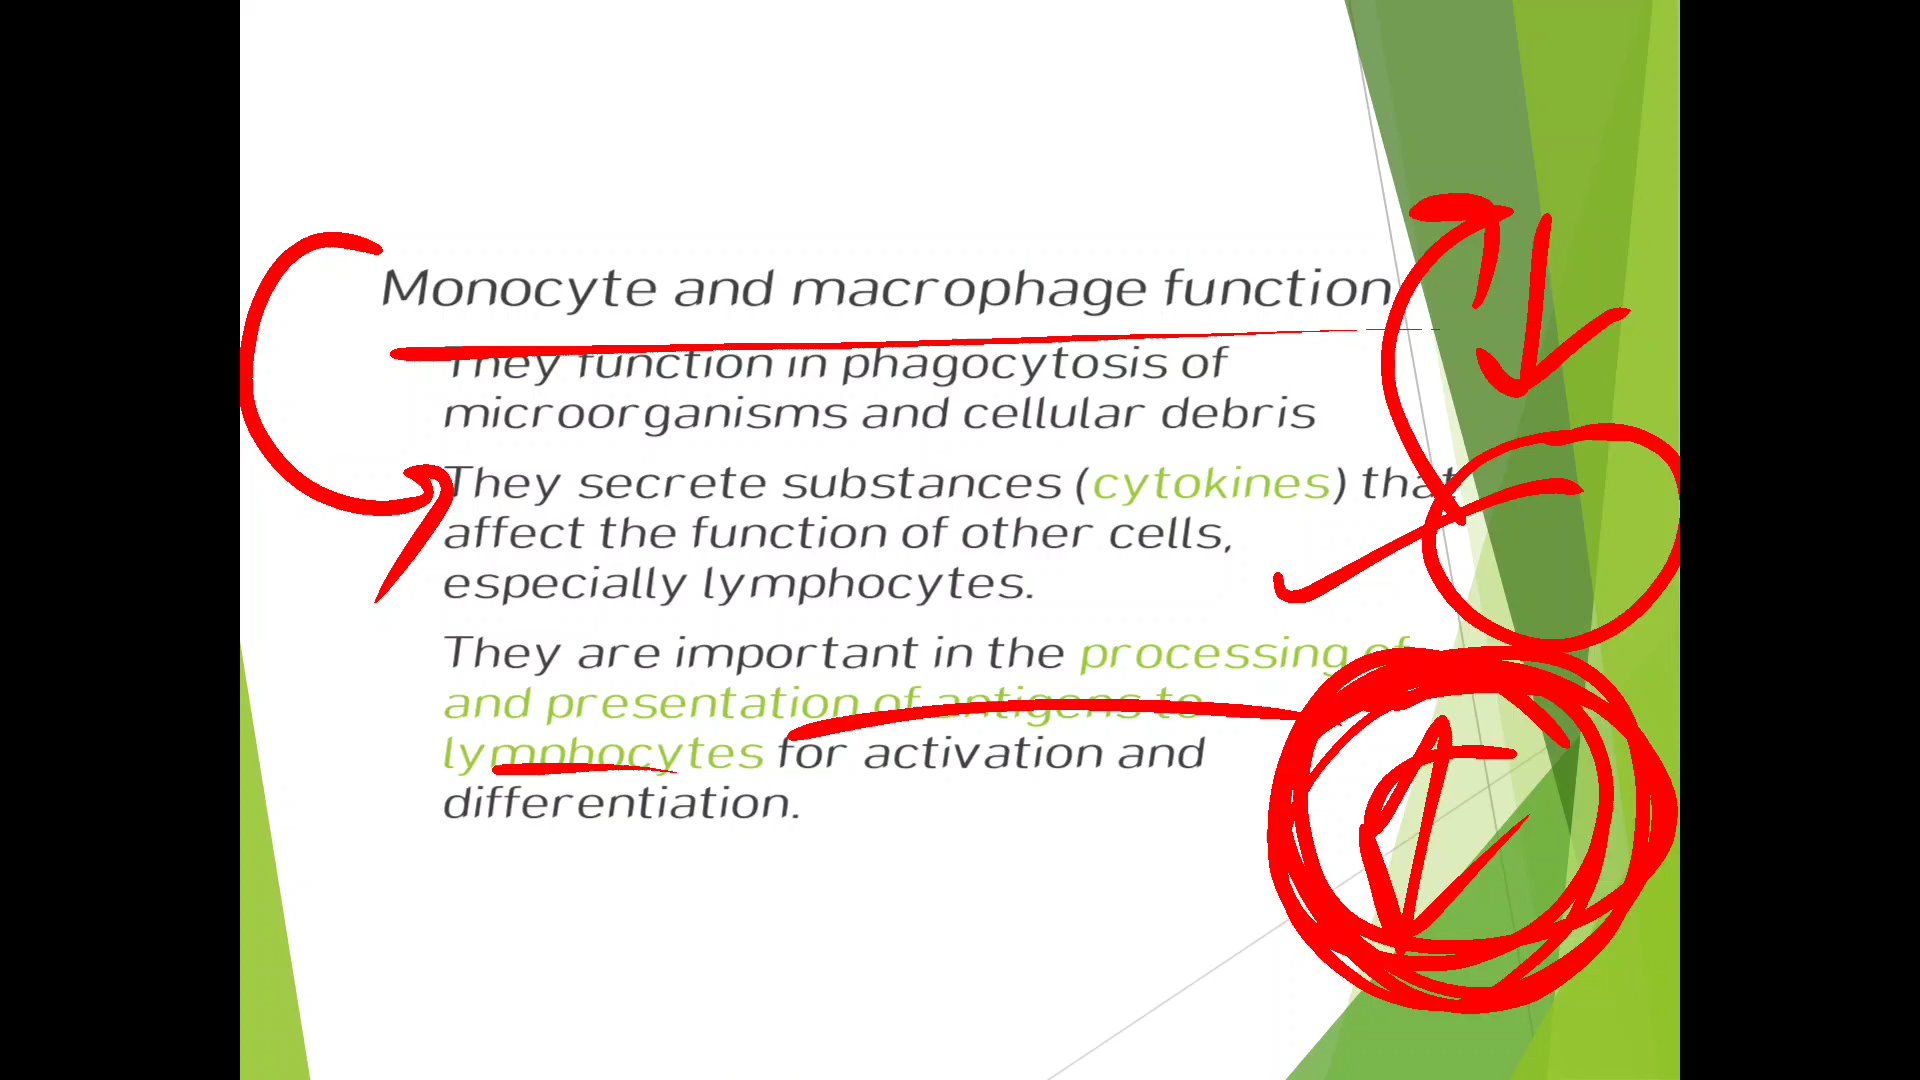 Monocyte and macrophage function
They function in phagocytosis of
microorganisms and cellular debris
They secrete substances (cytokines) that
affect the function of other cells,
especially lymphocytes.
They are important in the processing of
and presentation of antigens to
lymphocytes for activation and
differentiation.